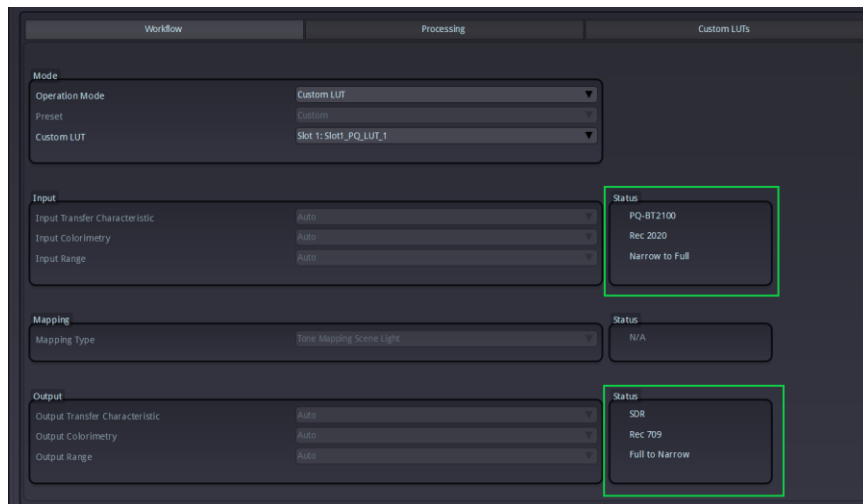 Workflow Processing Custom LUTs
Mode
Operation Mode Custom LUT
Preset Custom
Custom LUT Slot 1: Slot1_PQ_LUT_1
Input Status
Input Transfer Characteristic Auto PQ-BT2100
Input Colorimetry Auto Rec 2020
Input Range Auto Narrow to Full
Mapping Status
Mapping Type Tone Mapping Scene Light N/A
Output Status
Output Transfer Characteristic Auto SDR
Output Colorimetry Auto Rec 709
Output Range Auto Full to Narrow